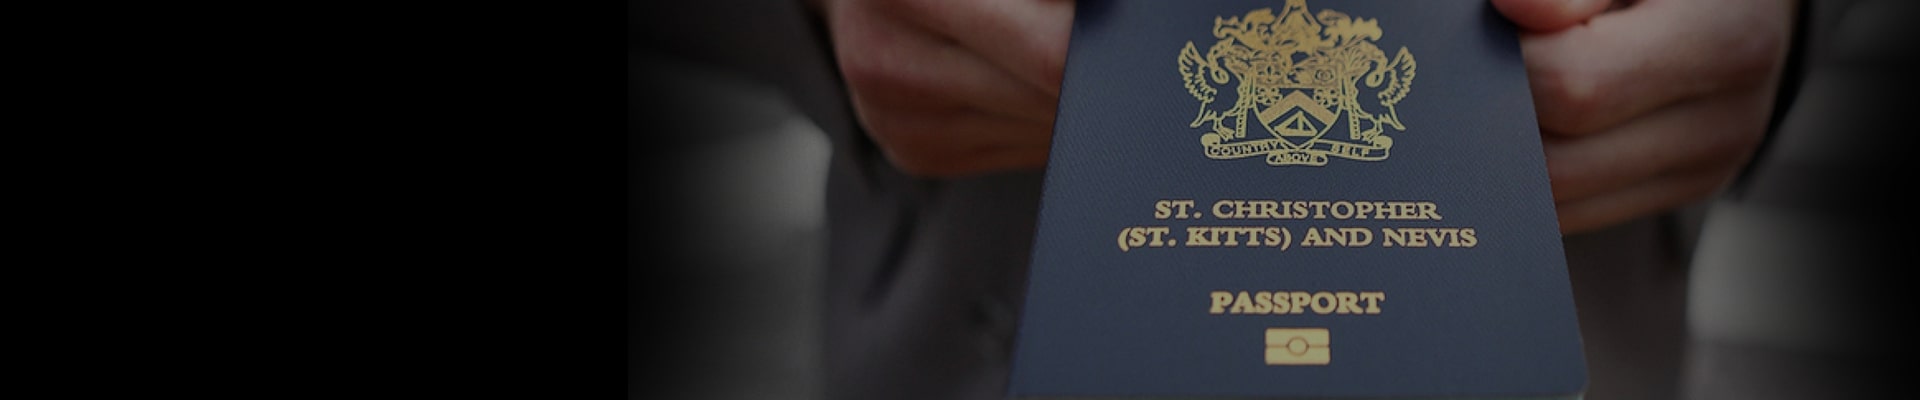 COUNTRY ABOVE SELF
ST. CHRISTOPHER
(ST. KITTS) AND NEVIS
PASSPORT